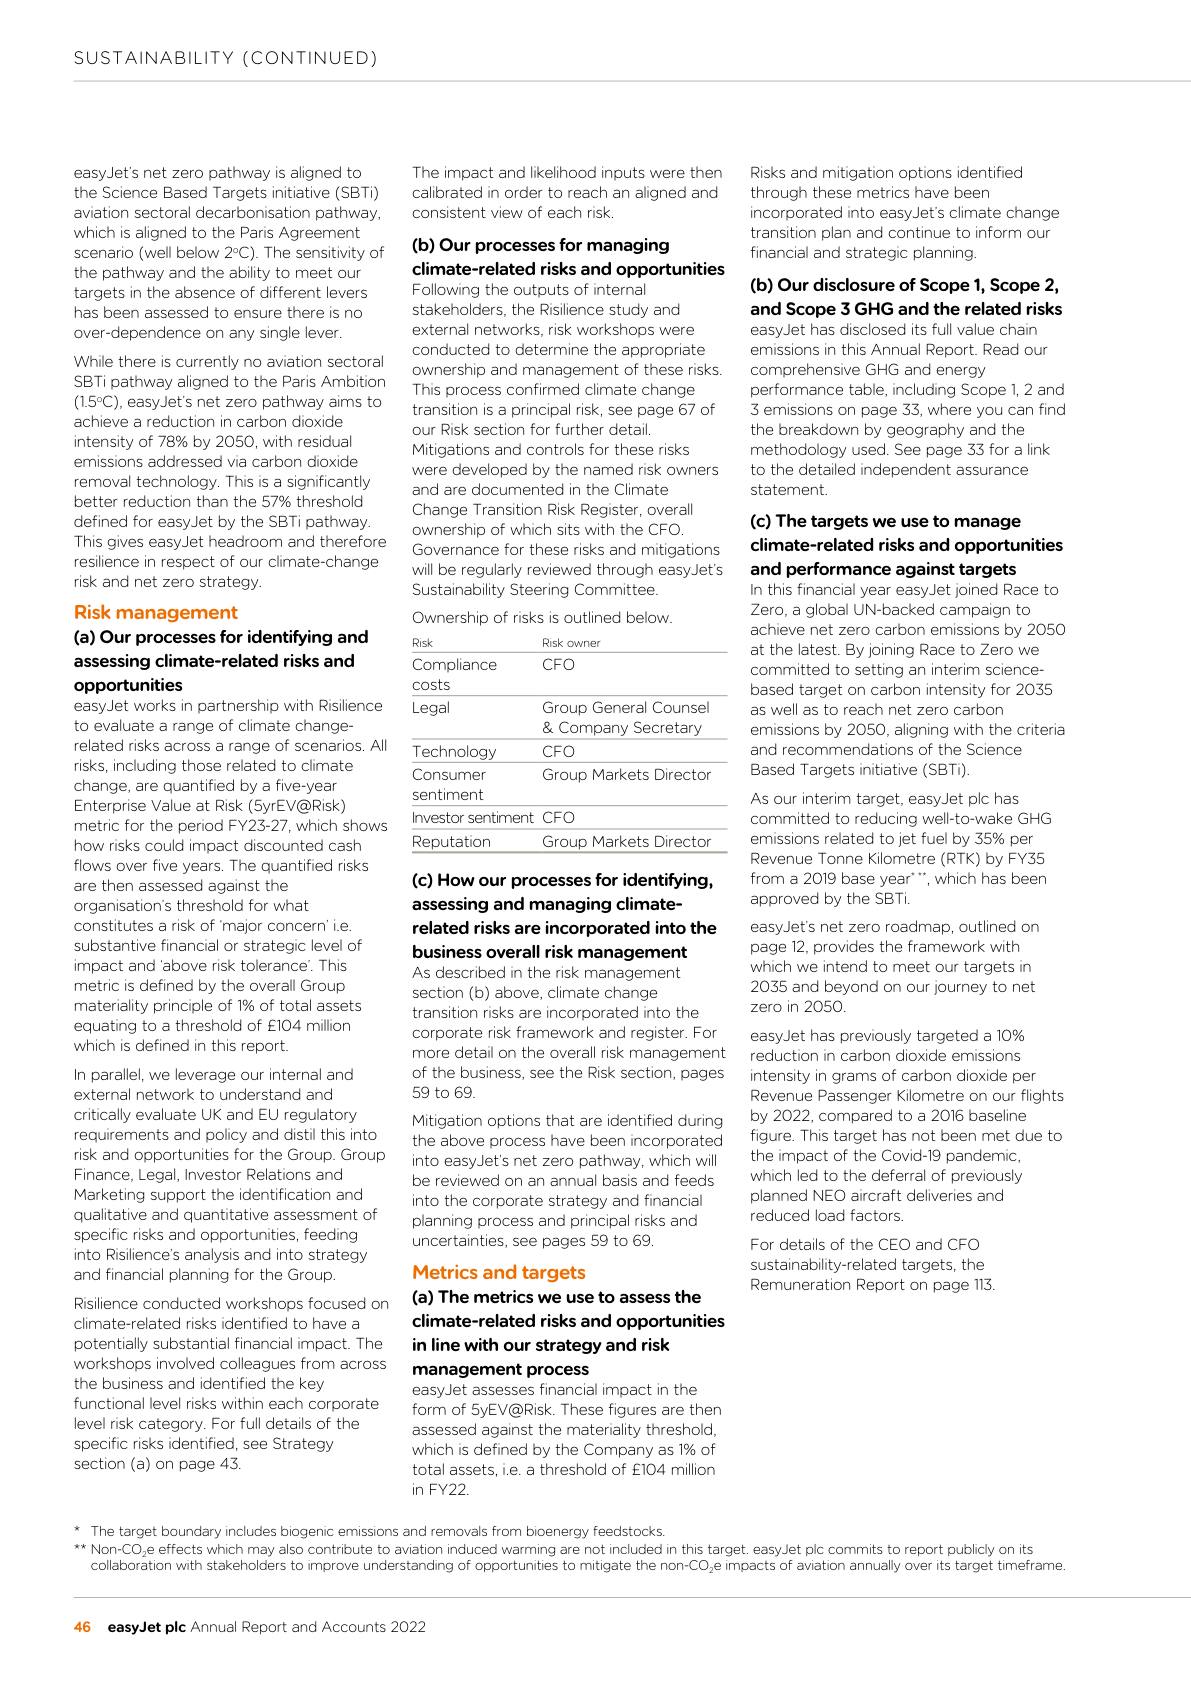 SUSTAINABILITY (CONTINUED)
easyJet's net zero pathway is aligned to
the Science Based Targets initiative (SBTi)
aviation sectoral decarbonisation pathway,
which is aligned to the Paris Agreement
scenario (well below 2°C). The sensitivity of
the pathway and the ability to meet our
targets in the absence of different levers
has been assessed to ensure there is no
over-dependence on any single lever.
While there is currently no aviation sectoral
SBTi pathway aligned to the Paris Ambition
(1.5°C), easyJet's net zero pathway aims to
achieve a reduction in carbon dioxide
intensity of 78% by 2050, with residual
emissions addressed via carbon dioxide
removal technology. This is a significantly
better reduction than the 57% threshold
defined for easyJet by the SBTi pathway.
This gives easyJet headroom and therefore
resilience in respect of our climate-change
risk and net zero strategy.
Risk management
(a) Our processes for identifying and
assessing climate-related risks and
opportunities
easyJet works in partnership with Risilience
to evaluate a range of climate change-
related risks across a range of scenarios. All
risks, including those related to climate
change, are quantified by a five-year
Enterprise Value at Risk (5yrEV@Risk)
metric for the period FY23-27, which shows
how risks could impact discounted cash
flows over five years. The quantified risks
are then assessed against the
organisation's threshold for what
constitutes a risk of 'major concern' i.e.
substantive financial or strategic level of
impact and 'above risk tolerance'. This
metric is defined by the overall Group
materiality principle of 1% of total assets
equating to a threshold of £104 million
which is defined in this report.
In parallel, we leverage our internal and
external network to understand and
critically evaluate UK and EU regulatory
requirements and policy and distil this into
risk and opportunities for the Group. Group
Finance, Legal, Investor Relations and
Marketing support the identification and
qualitative and quantitative assessment of
specific risks and opportunities, feeding
into Risilience's analysis and into strategy
and financial planning for the Group.
Risilience conducted workshops focused on
climate-related risks identified to have a
potentially substantial financial impact. The
workshops involved colleagues from across
the business and identified the key
functional level risks within each corporate
level risk category. For full details of the
specific risks identified, see Strategy
section (a) on page 43.
The impact and likelihood inputs were then
calibrated in order to reach an aligned and
consistent view of each risk.
(b) Our processes for managing
climate-related risks and opportunities
Following the outputs of internal
stakeholders, the Risilience study and
external networks, risk workshops were
conducted to determine the appropriate
ownership and management of these risks.
This process confirmed climate change
transition is a principal risk, see page 67 of
our Risk section for further detail.
Mitigations and controls for these risks
were developed by the named risk owners
and are documented in the Climate
Change Transition Risk Register, overall
ownership of which sits with the CFO.
Governance for these risks and mitigations
will be regularly reviewed through easyJet's
Sustainability Steering Committee.
Ownership of risks is outlined below.
Risk Risk owner
Compliance CFO
costs
Legal Group General Counsel
& Company Secretary
Technology CFO
Consumer Group Markets Director
sentiment
Investor sentiment CFO
Reputation Group Markets Director
(c) How our processes for identifying,
assessing and managing climate-
related risks are incorporated into the
business overall risk management
As described in the risk management
section (b) above, climate change
transition risks are incorporated into the
corporate risk framework and register. For
more detail on the overall risk management
of the business, see the Risk section, pages
59 to 69.
Mitigation options that are identified during
the above process have been incorporated
into easyJet's net zero pathway, which will
be reviewed on an annual basis and feeds
into the corporate strategy and financial
planning process and principal risks and
uncertainties, see pages 59 to 69.
Metrics and targets
(a) The metrics we use to assess the
climate-related risks and opportunities
in line with our strategy and risk
management process
easyJet assesses financial impact in the
form of 5yEV@Risk. These figures are then
assessed against the materiality threshold,
which is defined by the Company as 1% of
total assets, i.e. a threshold of £104 million
in FY22.
Risks and mitigation options identified
through these metrics have been
incorporated into easyJet's climate change
transition plan and continue to inform our
financial and strategic planning.
(b) Our disclosure of Scope 1, Scope 2,
and Scope 3 GHG and the related risks
easyJet has disclosed its full value chain
emissions in this Annual Report. Read our
comprehensive GHG and energy
performance table, including Scope 1, 2 and
3 emissions on page 33, where you can find
the breakdown by geography and the
methodology used. See page 33 for a link
to the detailed independent assurance
statement.
(c) The targets we use to manage
climate-related risks and opportunities
and performance against targets
In this financial year easyJet joined Race to
Zero, a global UN-backed campaign to
achieve net zero carbon emissions by 2050
at the latest. By joining Race to Zero we
committed to setting an interim science-
based target on carbon intensity for 2035
as well as to reach net zero carbon
emissions by 2050, aligning with the criteria
and recommendations of the Science
Based Targets initiative (SBTi).
As our interim target, easyJet plc has
committed to reducing well-to-wake GHG
emissions related to jet fuel by 35% per
Revenue Tonne Kilometre (RTK) by FY35
from a 2019 base year* **, which has been
approved by the SBTi.
easyJet's net zero roadmap, outlined on
page 12, provides the framework with
which we intend to meet our targets in
2035 and beyond on our journey to net
zero in 2050.
easyJet has previously targeted a 10%
reduction in carbon dioxide emissions
intensity in grams of carbon dioxide per
Revenue Passenger Kilometre on our flights
by 2022, compared to a 2016 baseline
figure. This target has not been met due to
the impact of the Covid-19 pandemic,
which led to the deferral of previously
planned NEO aircraft deliveries and
reduced load factors.
For details of the CEO and CFO
sustainability-related targets, the
Remuneration Report on page 113.
* The target boundary includes biogenic emissions and removals from bioenergy feedstocks.
** Non-CO₂e effects which may also contribute to aviation induced warming are not included in this target. easyJet plc commits to report publicly on its
collaboration with stakeholders to improve understanding of opportunities to mitigate the non-CO₂e impacts of aviation annually over its target timeframe.
46 easyJet plc Annual Report and Accounts 2022